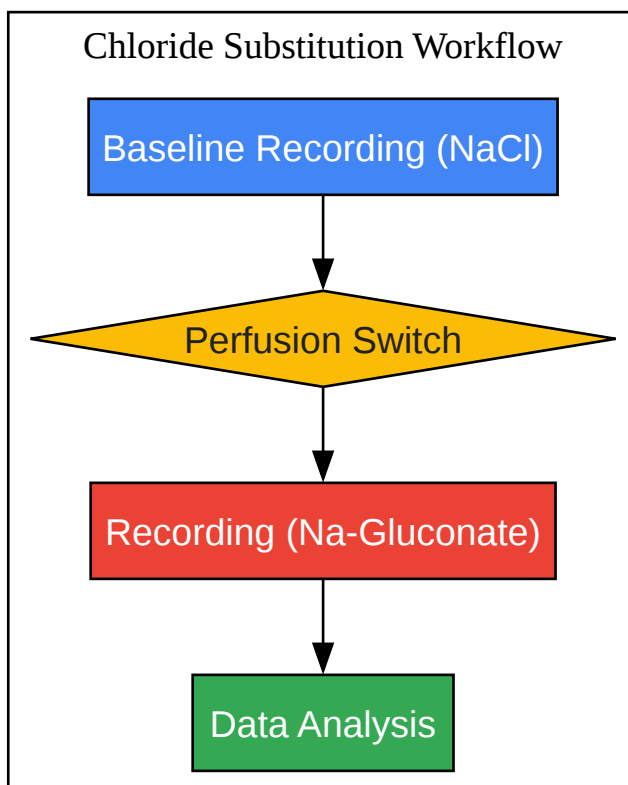 Chloride Substitution Workflow
Baseline Recording (NaCl)
Perfusion Switch
Recording (Na-Gluconate)
Data Analysis